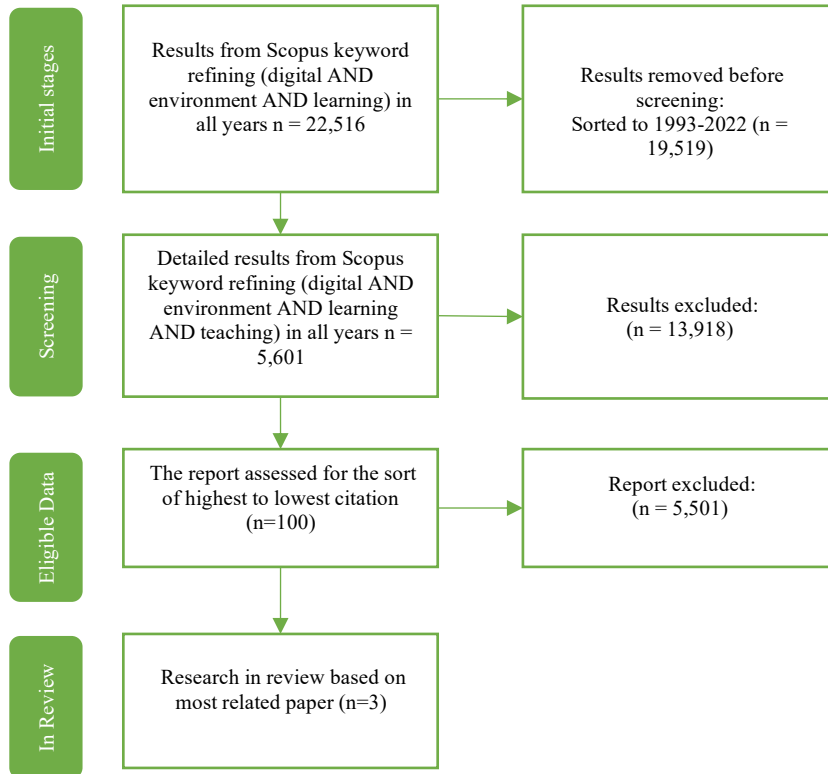 Initial stages
Results from Scopus keyword
refining (digital AND
environment AND learning) in
all years n = 22,516
Results removed before
screening:
Sorted to 1993-2022 (n =
19,519)
Screening
Detailed results from Scopus
keyword refining (digital AND
environment AND learning
AND teaching) in all years n =
5,601
Results excluded:
(n = 13,918)
Eligible Data
The report assessed for the sort
of highest to lowest citation
(n=100)
Report excluded:
(n = 5,501)
In Review
Research in review based on
most related paper (n=3)